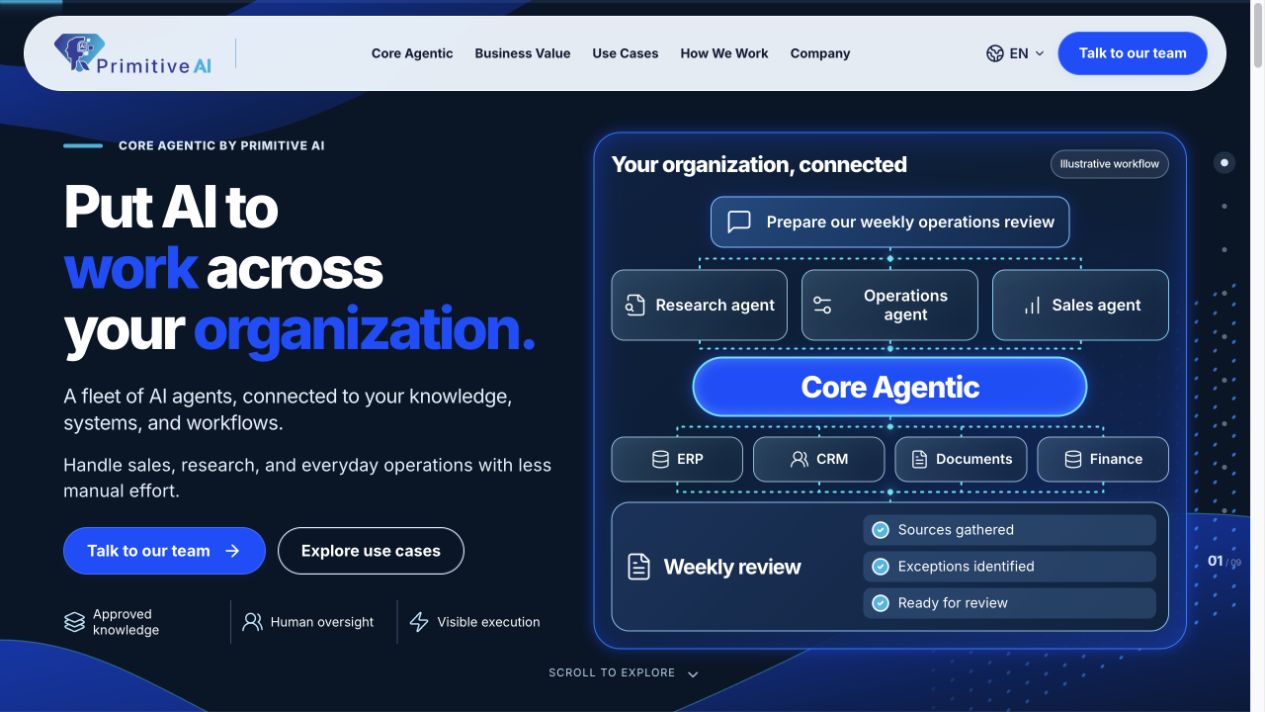 Primitive AI
Core Agentic
Business Value
Use Cases
How We Work
Company
EN
Talk to our team
CORE AGENTIC BY PRIMITIVE AI
Put AI to
work across
your organization.
A fleet of AI agents, connected to your knowledge,
systems, and workflows.
Handle sales, research, and everyday operations with less
manual effort.
Talk to our team
Explore use cases
Approved
knowledge
Human oversight
Visible execution
Your organization, connected
Illustrative workflow
Prepare our weekly operations review
Research agent
Operations
agent
Sales agent
Core Agentic
ERP
CRM
Documents
Finance
Weekly review
Sources gathered
Exceptions identified
Ready for review
01 / 09
SCROLL TO EXPLORE